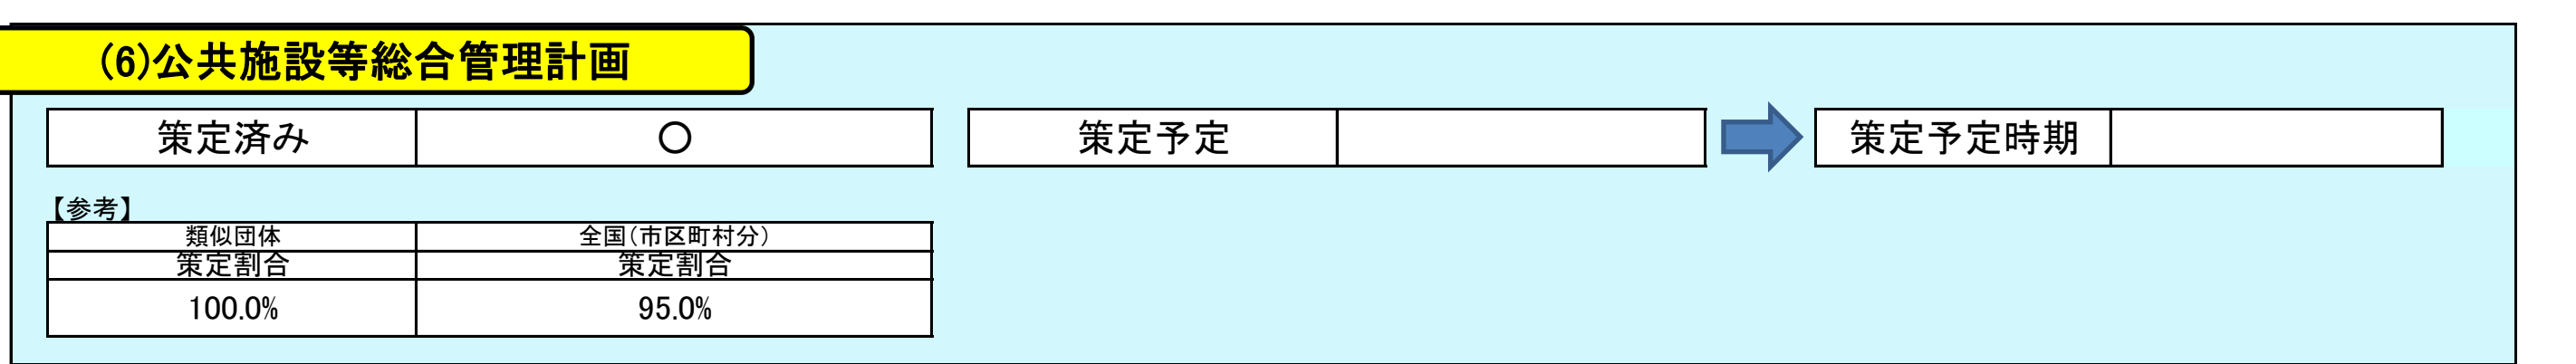 (6)公共施設等総合管理計画
策定済み ○ 策定予定 策定予定時期
【参考】
類似団体 全国(市区町村分)
策定割合 策定割合
100.0% 95.0%